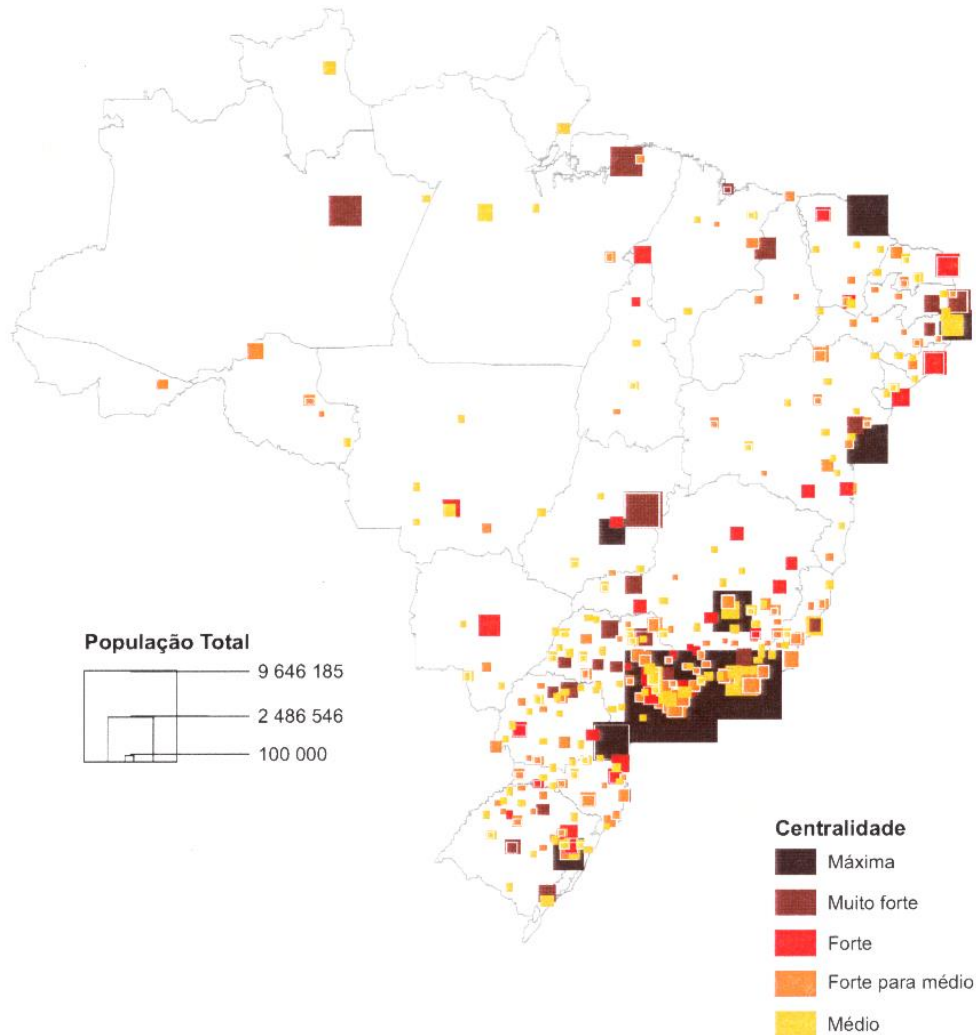 População Total
9 646 185
2 486 546
100 000
Centralidade
Máxima
Muito forte
Forte
Forte para médio
Médio